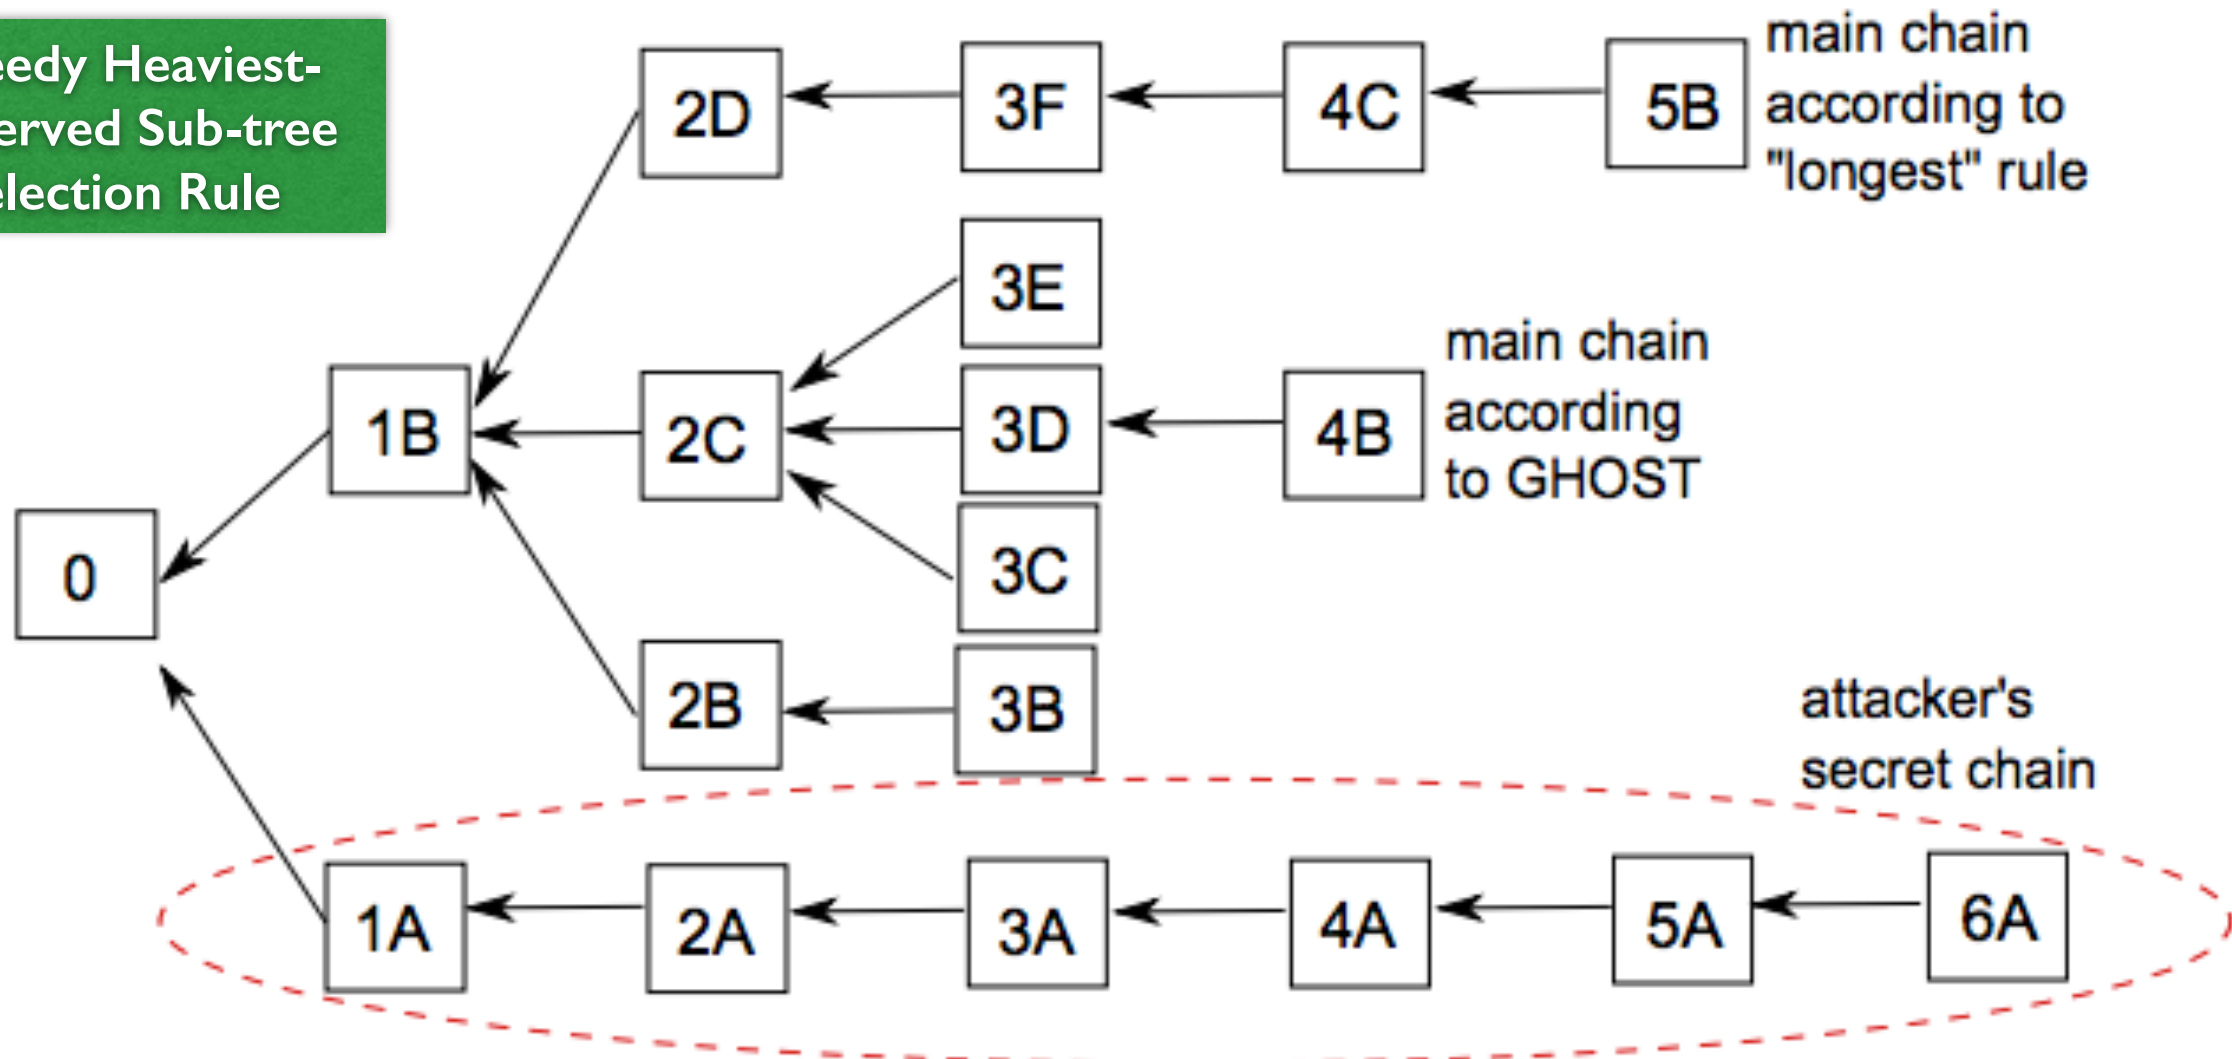 eedy Heaviest-
erved Sub-tree
election Rule
main chain
according to
"longest" rule
2D
3F
4C
5B
3E
main chain
according
to GHOST
1B
2C
3D
4B
0
3C
2B
3B
attacker's
secret chain
1A
2A
3A
4A
5A
6A